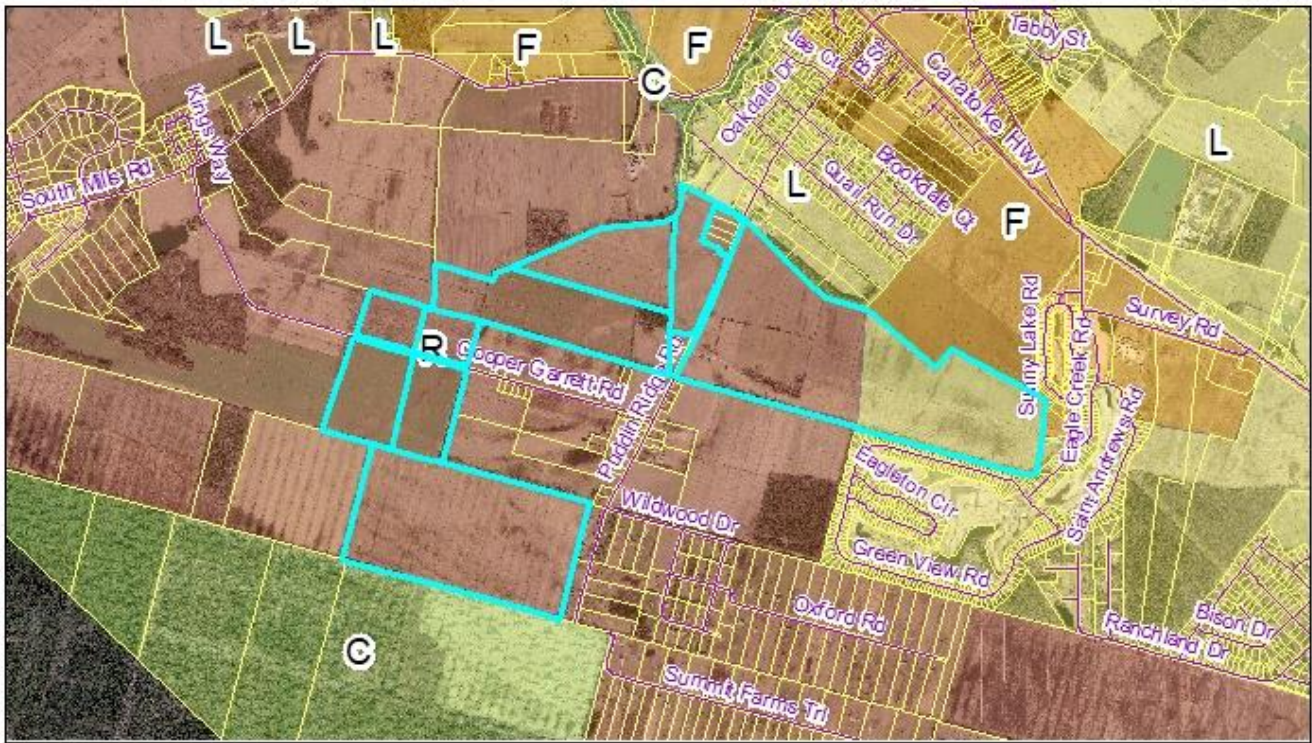 L
L
L
F
F
Tabby St
Jae Ct
Caratoke Hwy
C
Oakdale Dr
Kings Way
L
Brookdale Ct
South Mills Rd
L
Quail Run Dr
F
Sunny Lake Rd
Survey Rd
R
Cooper Garrett Rd
Puddin Ridge Rd
Eagle Creek Rd
Saint Andrews Rd
Eagleton Cir
Wildwood Dr
Green View Rd
Oxford Rd
Bison Dr
Ranchland Dr
C
Summit Farms Trl